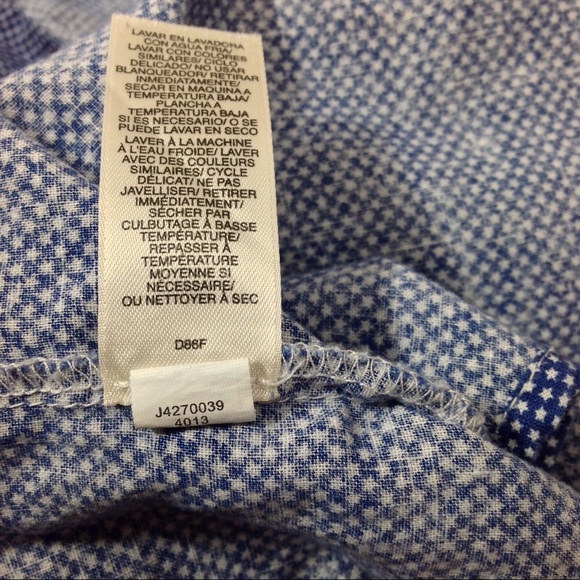 LAVAR EN LAVADORA
CON AGUA FRIA/
LAVAR CON COLORES
SIMILARES/ CICLO
DELICADO/ NO USAR
BLANQUEADOR/ RETIRAR
INMEDIATAMENTE/
SECAR EN MAQUINA A
TEMPERATURA BAJA/
PLANCHA A
TEMPERATURA BAJA
SI ES NECESARIO/ O SE
PUEDE LAVAR EN SECO
LAVER À LA MACHINE
À L'EAU FROIDE/ LAVER
AVEC DES COULEURS
SIMILAIRES/ CYCLE
DÉLICAT/ NE PAS
JAVELLISER/ RETIRER
IMMÉDIATEMENT/
SÉCHER PAR
CULBUTAGE À BASSE
TEMPÉRATURE/
REPASSER À
TEMPÉRATURE
MOYENNE SI
NÉCESSAIRE/
OU NETTOYER À SEC
D86F
J4270039
4013